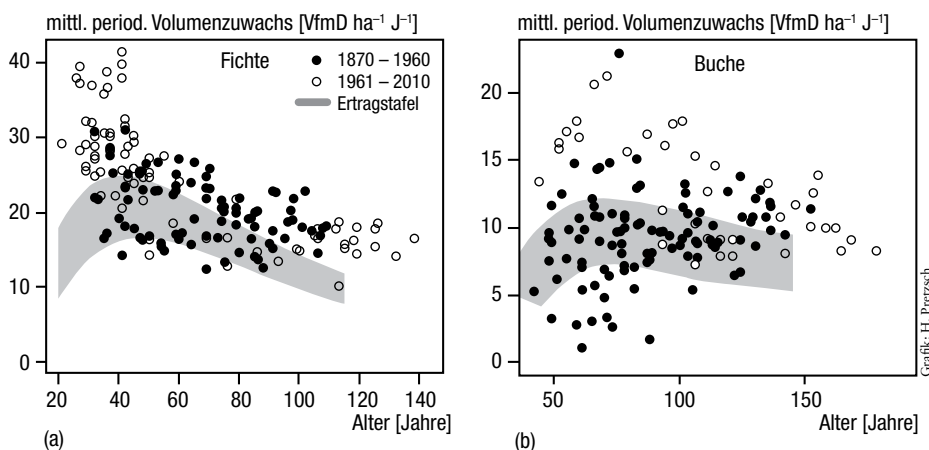 mittl. period. Volumenzuwachs [VfmD ha⁻¹ J⁻¹]
Fichte
1870 – 1960
1961 – 2010
Ertragstafel
40
30
20
10
0
20 40 60 80 100 120 140
Alter [Jahre]
(a)
mittl. period. Volumenzuwachs [VfmD ha⁻¹ J⁻¹]
Buche
20
15
10
5
0
50 100 150
Alter [Jahre]
(b)
Grafik: H. Pretzsch